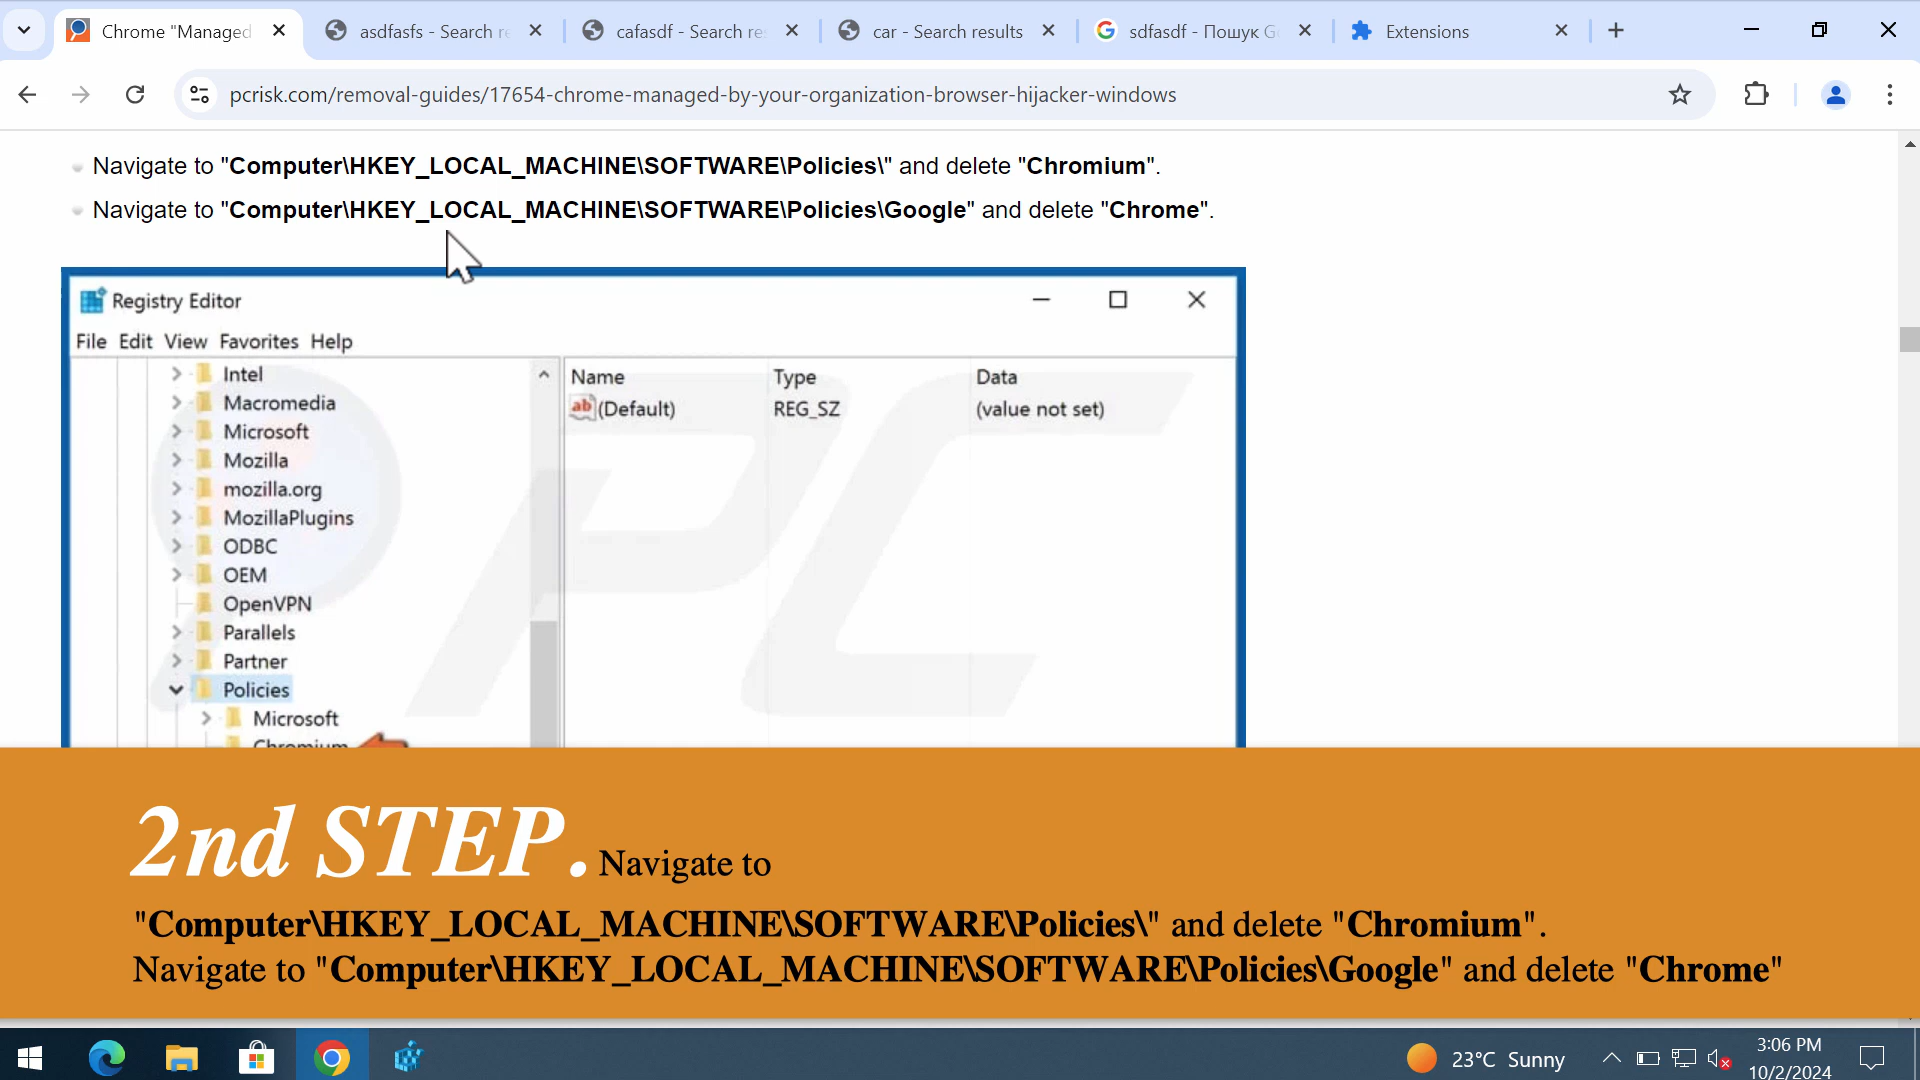 Chrome "Managed
asdfasfs - Search re
cafasdf - Search re
car - Search results
sdfasdf - Пошук G
Extensions
pcrisk.com/removal-guides/17654-chrome-managed-by-your-organization-browser-hijacker-windows
Navigate to "Computer\HKEY_LOCAL_MACHINE\SOFTWARE\Policies\" and delete "Chromium".
Navigate to "Computer\HKEY_LOCAL_MACHINE\SOFTWARE\Policies\Google" and delete "Chrome".
Registry Editor
File Edit View Favorites Help
Name Type Data
ab (Default) REG_SZ (value not set)
Intel
Macromedia
Microsoft
Mozilla
mozilla.org
MozillaPlugins
ODBC
OEM
OpenVPN
Parallels
Partner
Policies
Microsoft
Chromium
PC
2nd STEP. Navigate to
"Computer\HKEY_LOCAL_MACHINE\SOFTWARE\Policies\" and delete "Chromium".
Navigate to "Computer\HKEY_LOCAL_MACHINE\SOFTWARE\Policies\Google" and delete "Chrome"
23°C Sunny
3:06 PM
10/2/2024